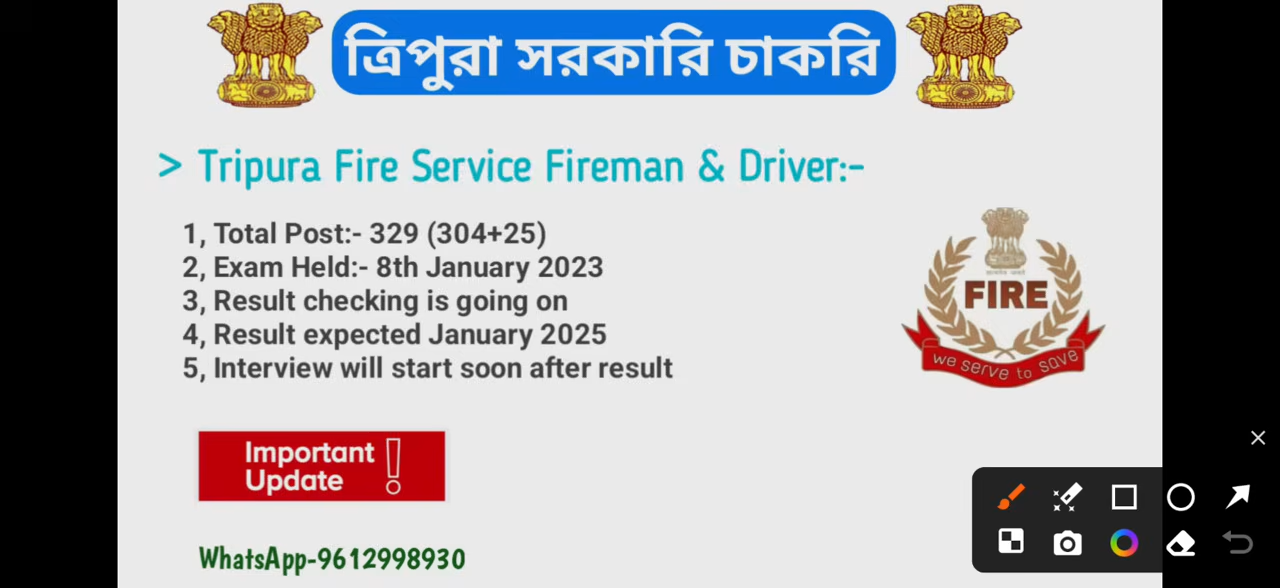 ত্রিপুরা সরকারি চাকরি
> Tripura Fire Service Fireman & Driver:-
1, Total Post:- 329 (304+25)
2, Exam Held:- 8th January 2023
3, Result checking is going on
4, Result expected January 2025
5, Interview will start soon after result
FIRE
we serve to save
Important
Update !
WhatsApp-9612998930